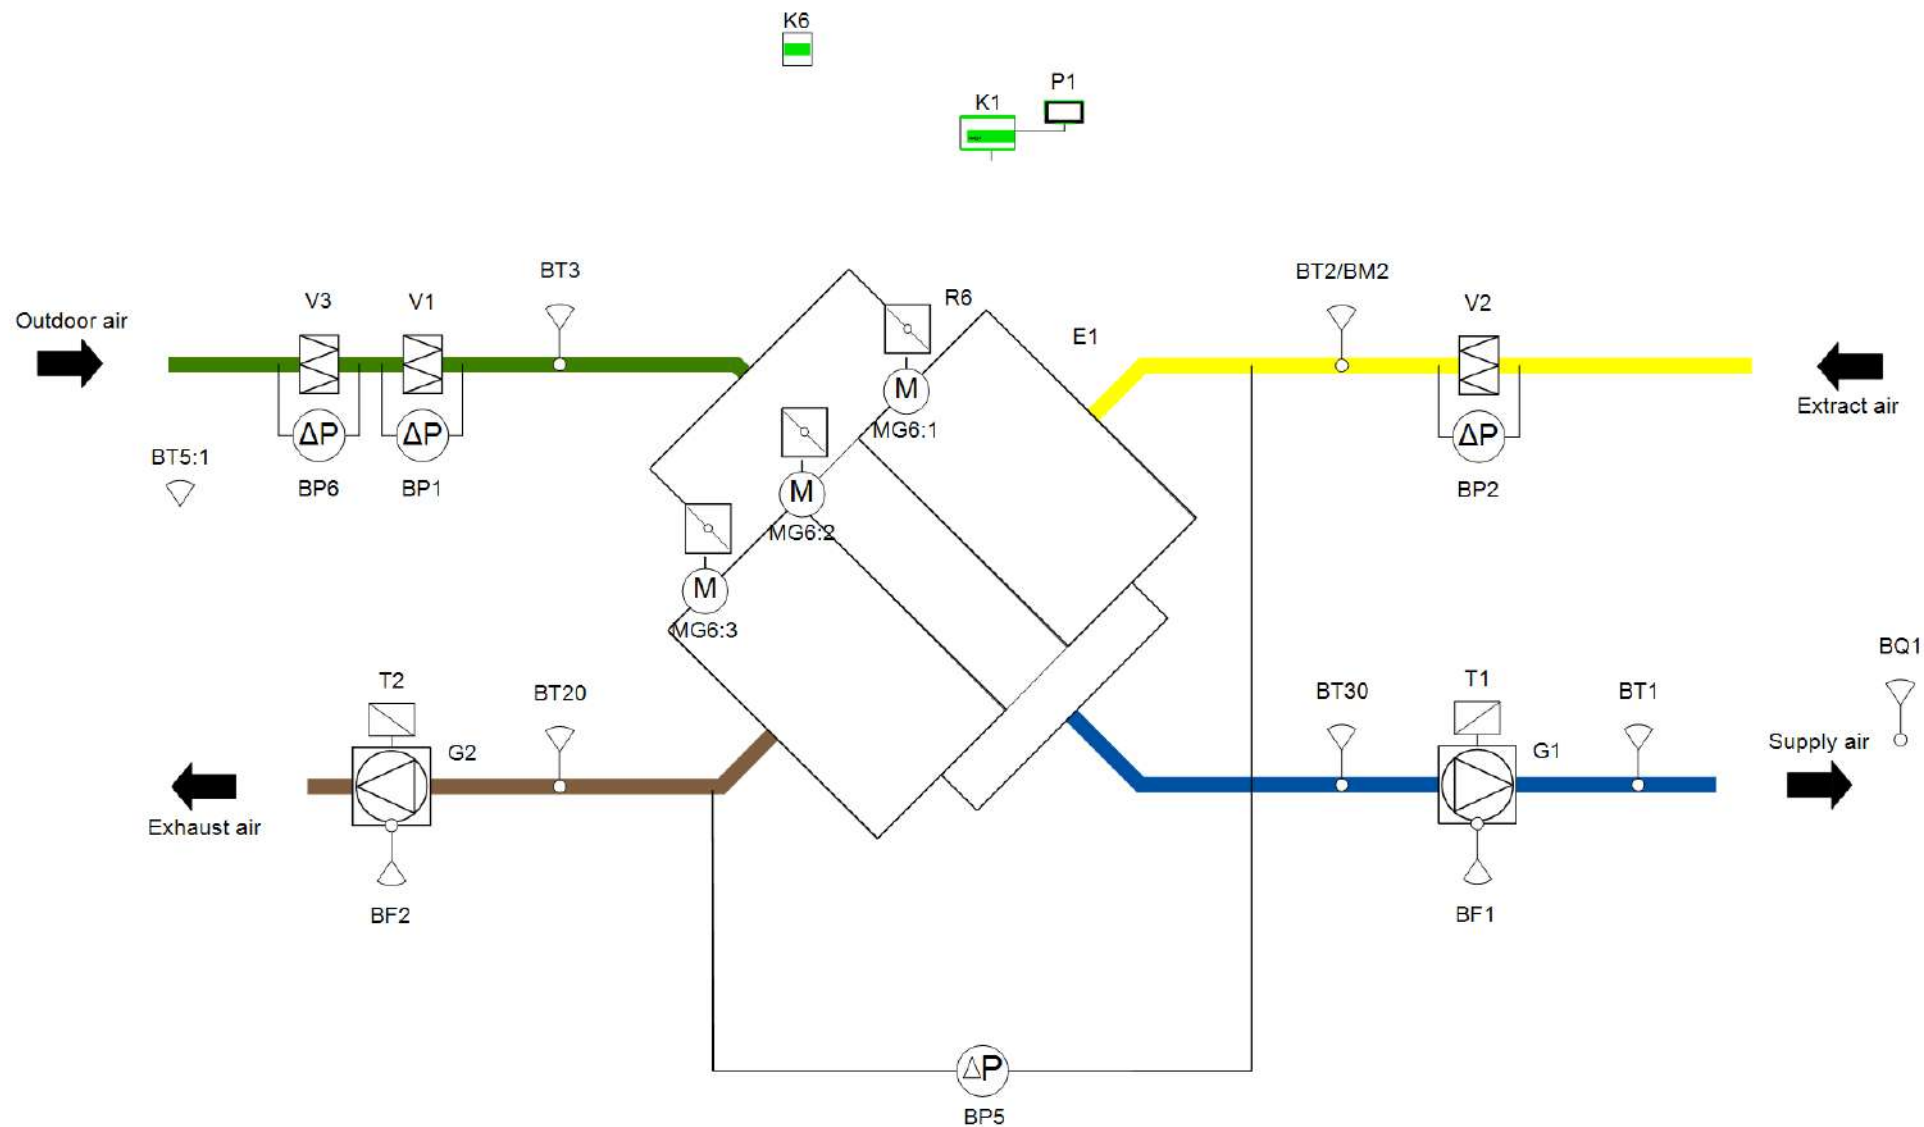 K6
P1
K1
BT3
BT2/BM2
V3
V1
R6
V2
Outdoor air
E1
M
Extract air
MG6:1
ΔP
ΔP
ΔP
BT5:1
BP6
BP1
M
BP2
MG6:2
M
MG6:3
BQ1
T2
BT20
BT30
T1
BT1
G2
G1
Supply air
Exhaust air
BF2
BF1
ΔP
BP5